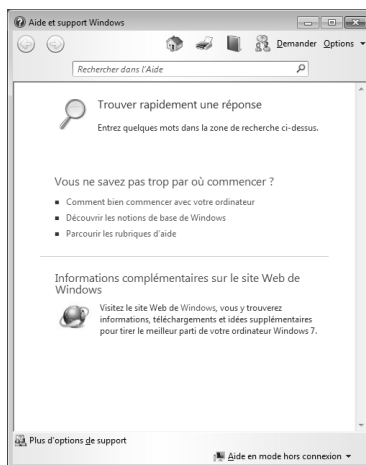 Aide et support Windows
Demander Options
Rechercher dans l'Aide
Trouver rapidement une réponse
Entrez quelques mots dans la zone de recherche ci-dessus.
Vous ne savez pas trop par où commencer ?
Comment bien commencer avec votre ordinateur
Découvrir les notions de base de Windows
Parcourir les rubriques d'aide
Informations complémentaires sur le site Web de
Windows
Visitez le site Web de Windows, vous y trouverez
informations, téléchargements et idées supplémentaires
pour tirer le meilleur parti de votre ordinateur Windows 7.
Plus d'options de support
Aide en mode hors connexion